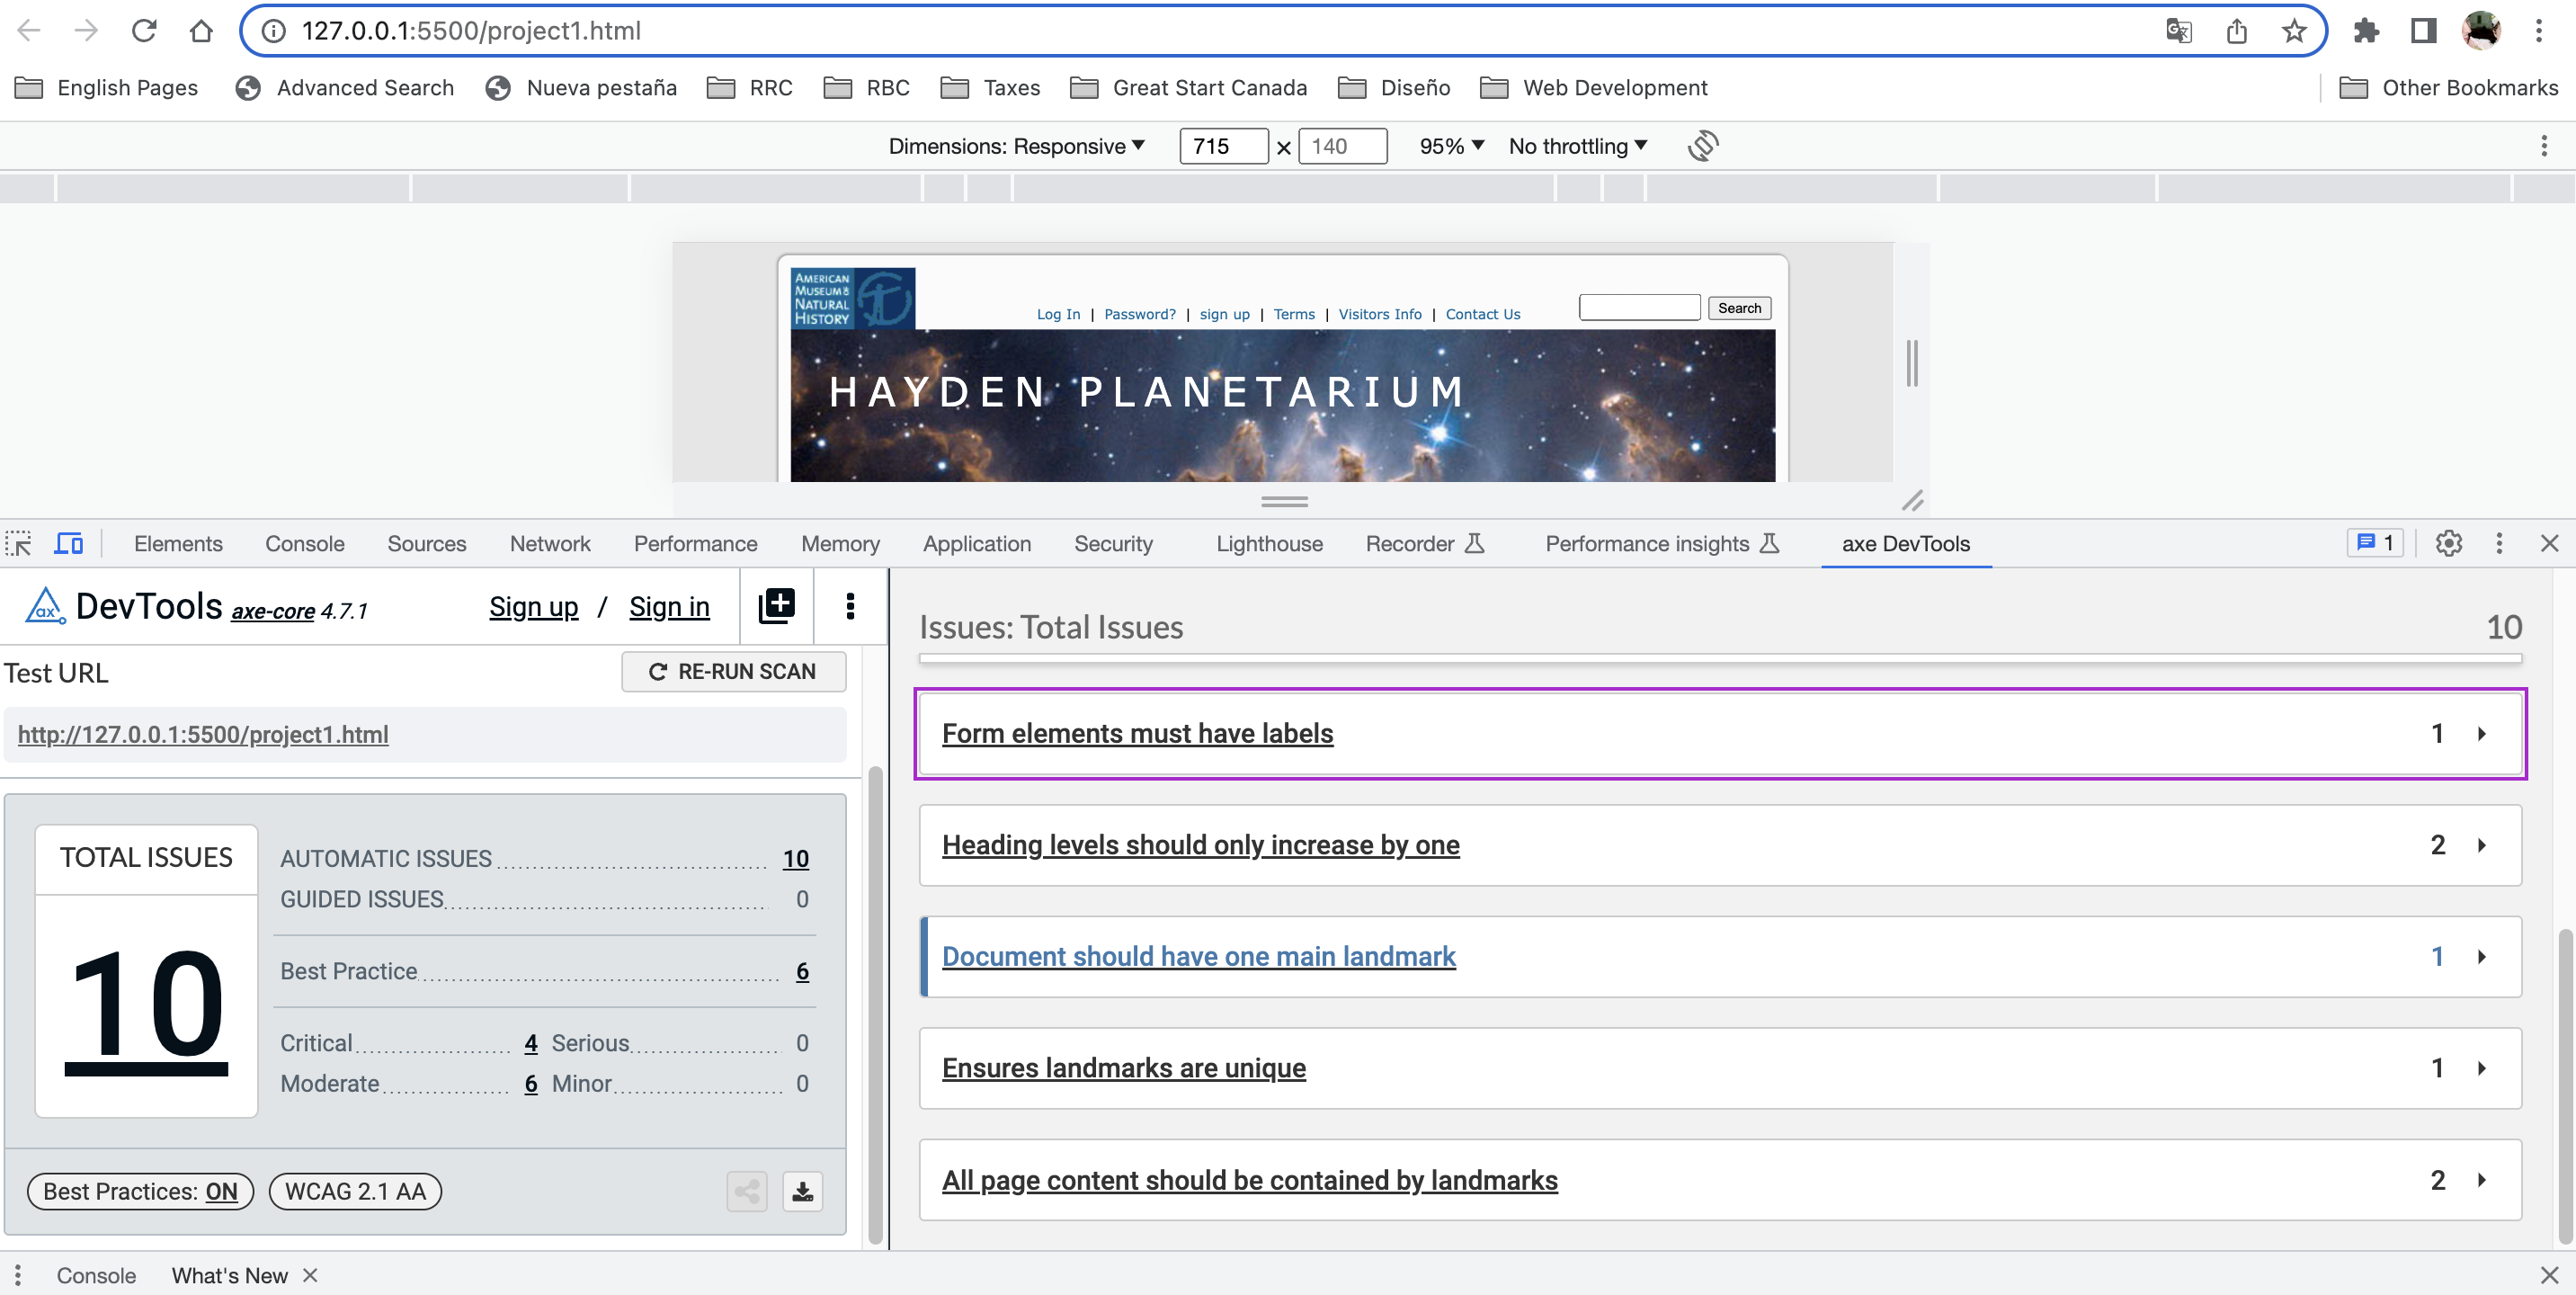 127.0.0.1:5500/project1.html
English Pages Advanced Search Nueva pestaña RRC RBC Taxes Great Start Canada Diseño Web Development Other Bookmarks
Dimensions: Responsive 715 × 140 95% No throttling
AMERICAN
MUSEUM OF
NATURAL
HISTORY
Log In | Password? | sign up | Terms | Visitors Info | Contact Us Search
HAYDEN PLANETARIUM
Elements Console Sources Network Performance Memory Application Security Lighthouse Recorder Performance insights axe DevTools 1
ax DevTools axe-core 4.7.1 Sign up / Sign in
Test URL RE-RUN SCAN
http://127.0.0.1:5500/project1.html
TOTAL ISSUES
10
AUTOMATIC ISSUES 10
GUIDED ISSUES 0
Best Practice 6
Critical 4 Serious 0
Moderate 6 Minor 0
Best Practices: ON WCAG 2.1 AA
Issues: Total Issues 10
Form elements must have labels 1
Heading levels should only increase by one 2
Document should have one main landmark 1
Ensures landmarks are unique 1
All page content should be contained by landmarks 2
Console What's New